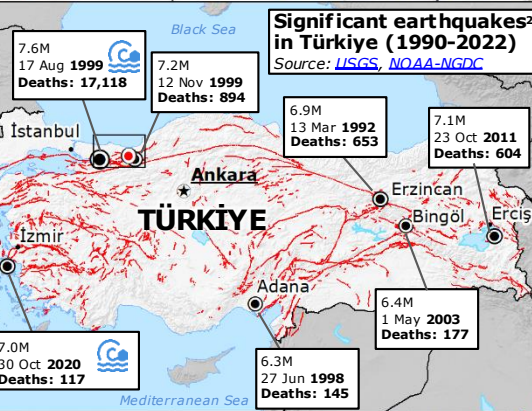 Significant earthquakes²
in Türkiye (1990-2022)
Source: USGS, NOAA-NGDC
Black Sea
7.6M
17 Aug 1999
Deaths: 17,118
7.2M
12 Nov 1999
Deaths: 894
6.9M
13 Mar 1992
Deaths: 653
7.1M
23 Oct 2011
Deaths: 604
İstanbul
Ankara
TÜRKİYE
Erzincan
Bingöl
Erciş
İzmir
Adana
7.0M
30 Oct 2020
Deaths: 117
6.3M
27 Jun 1998
Deaths: 145
6.4M
1 May 2003
Deaths: 177
Mediterranean Sea